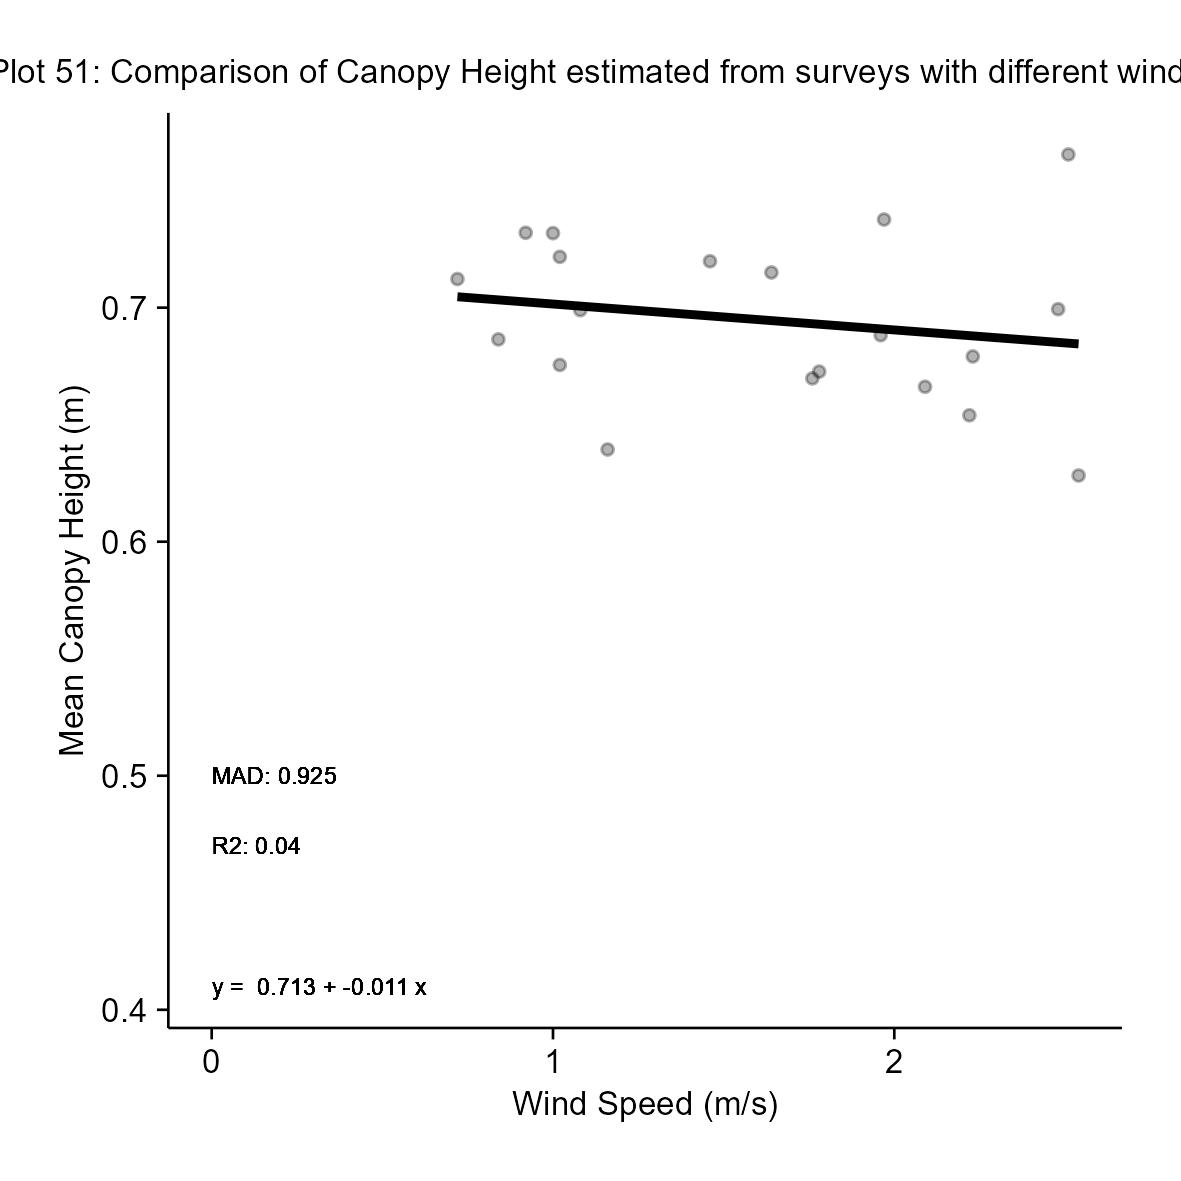 Plot 51: Comparison of Canopy Height estimated from surveys with different wind
0.7
0.6
0.5
0.4
Mean Canopy Height (m)
MAD: 0.925
R2: 0.04
y = 0.713 + -0.011 x
0
1
2
Wind Speed (m/s)